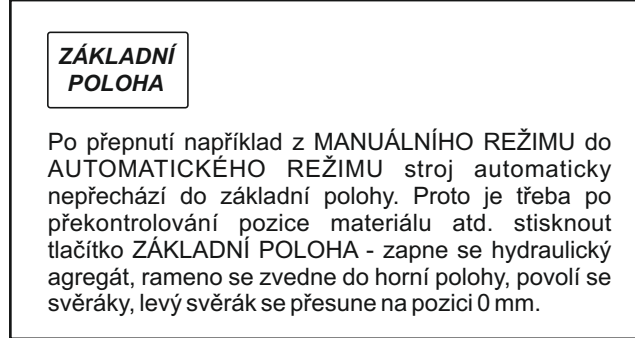 ZÁKLADNÍ
POLOHA
Po přepnutí například z MANUÁLNÍHO REŽIMU do
AUTOMATICKÉHO REŽIMU stroj automaticky
nepřechází do základní polohy. Proto je třeba po
překontrolování pozice materiálu atd. stisknout
tlačítko ZÁKLADNÍ POLOHA - zapne se hydraulický
agregát, rameno se zvedne do horní polohy, povolí se
svěráky, levý svěrák se přesune na pozici 0 mm.